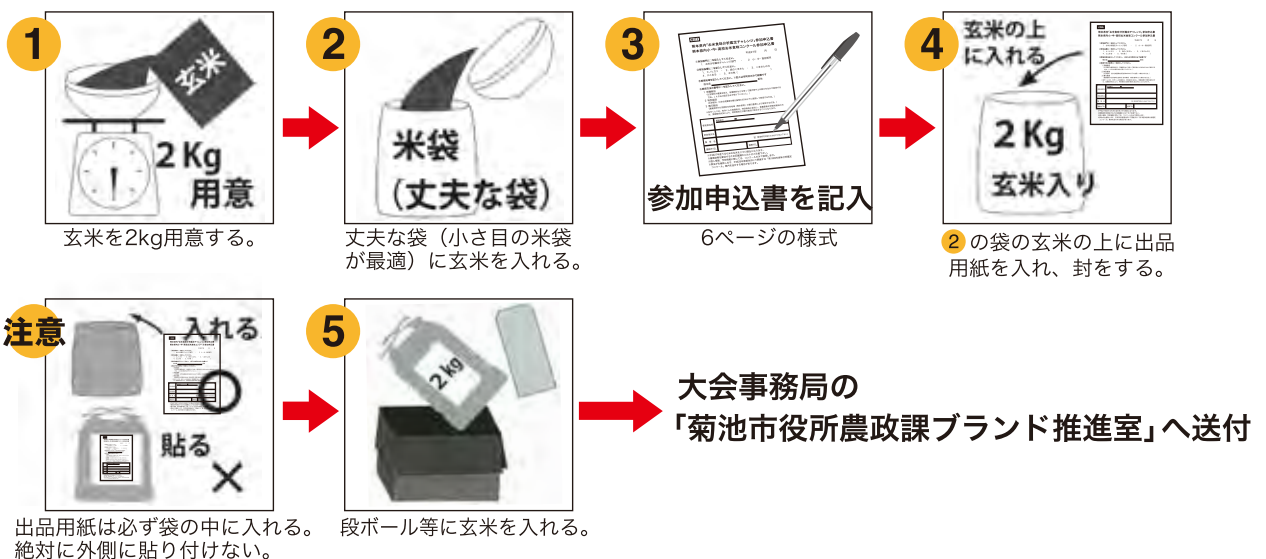 1
玄米
2Kg
用意
玄米を2kg用意する。
2
米袋
(丈夫な袋)
丈夫な袋（小さ目の米袋
が最適）に玄米を入れる。
3
参加申込書を記入
6ページの様式
4
玄米の上
に入れる
2Kg
玄米入り
2 の袋の玄米の上に出品
用紙を入れ、封をする。
注意
入れる
貼る
出品用紙は必ず袋の中に入れる。
絶対に外側に貼り付けない。
5
2kg
段ボール等に玄米を入れる。
大会事務局の
「菊池市役所農政課ブランド推進室」へ送付